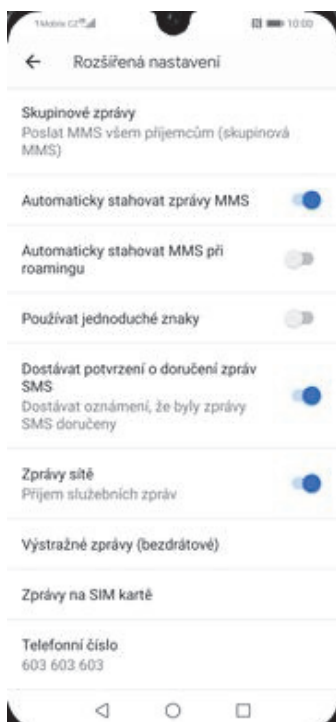 T-Mobile CZ
10:00
Rozšířená nastavení
Skupinové zprávy
Poslat MMS všem příjemcům (skupinová
MMS)
Automaticky stahovat zprávy MMS
Automaticky stahovat MMS při
roamingu
Používat jednoduché znaky
Dostávat potvrzení o doručení zpráv
SMS
Dostávat oznámení, že byly zprávy
SMS doručeny
Zprávy sítě
Příjem služebních zpráv
Výstražné zprávy (bezdrátové)
Zprávy na SIM kartě
Telefonní číslo
603 603 603